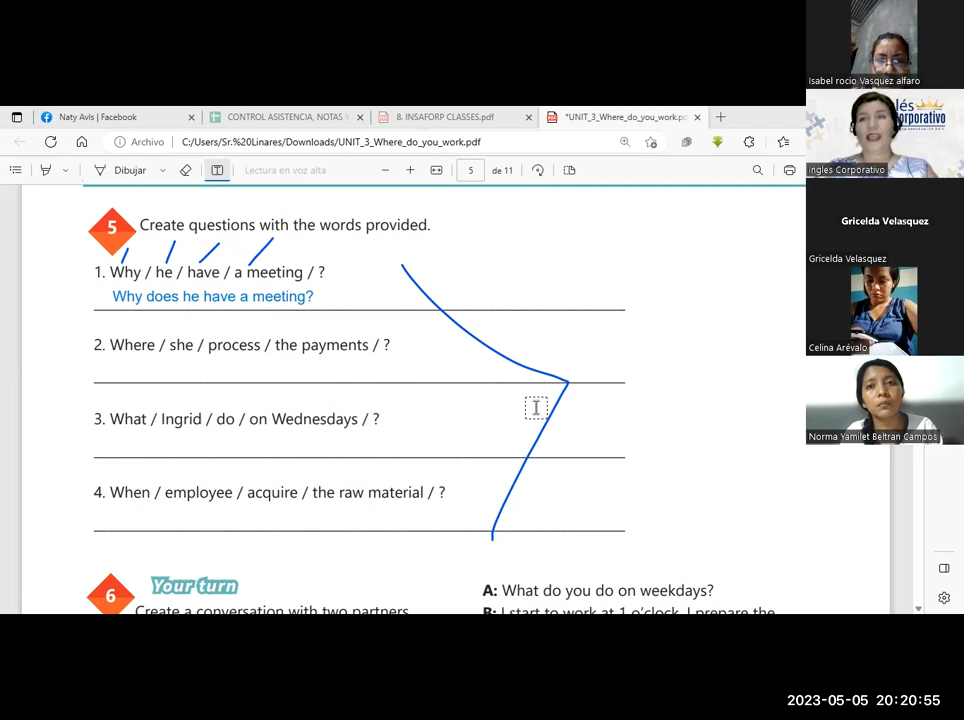 Isabel rocio Vasquez alfaro
Naty Avls | Facebook
CONTROL ASISTENCIA, NOTAS Y
8. INSAFORP CLASSES.pdf
*UNIT_3_Where_do_you_work.pd
Archivo
C:/Users/Sr.%20Linares/Downloads/UNIT_3_Where_do_you_work.pdf
Inglés Corporativo
Dibujar
Lectura en voz alta
5
de 11
5
Create questions with the words provided.
1. Why / he / have / a meeting / ?
Why does he have a meeting?
2. Where / she / process / the payments / ?
3. What / Ingrid / do / on Wednesdays / ?
4. When / employee / acquire / the raw material / ?
6
Your turn
Create a conversation with two partners
A: What do you do on weekdays?
B: I start to work at 1 o'clock. I prepare the
Gricelda Velasquez
Gricelda Velasquez
Celina Arévalo
Norma Yamilet Beltran Campos
2023-05-05 20:20:55